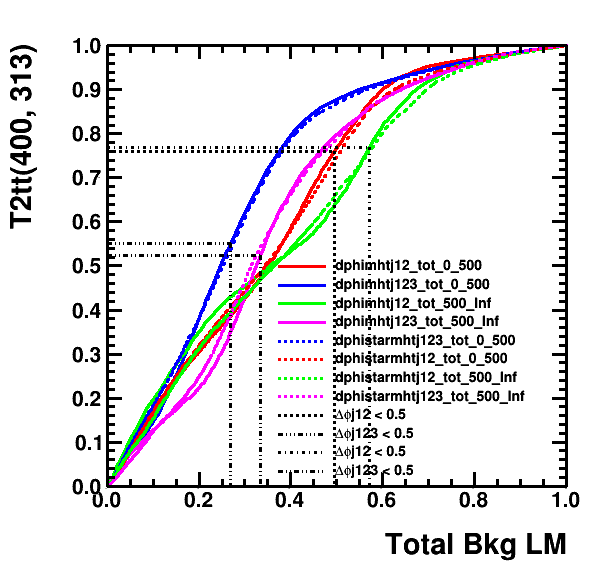 T2tt(400, 313)
1.0
0.9
0.8
0.7
0.6
0.5
0.4
0.3
0.2
0.1
0.0
0.0 0.2 0.4 0.6 0.8 1.0
dphimhtj12_tot_0_500
dphimhtj123_tot_0_500
dphimhtj12_tot_500_Inf
dphimhtj123_tot_500_Inf
dphistarmhtj123_tot_0_500
dphistarmhtj12_tot_0_500
dphistarmhtj12_tot_500_Inf
dphistarmhtj123_tot_500_Inf
Δϕj12 < 0.5
Δϕj123 < 0.5
Δϕj12 < 0.5
Δϕj123 < 0.5
Total Bkg LM